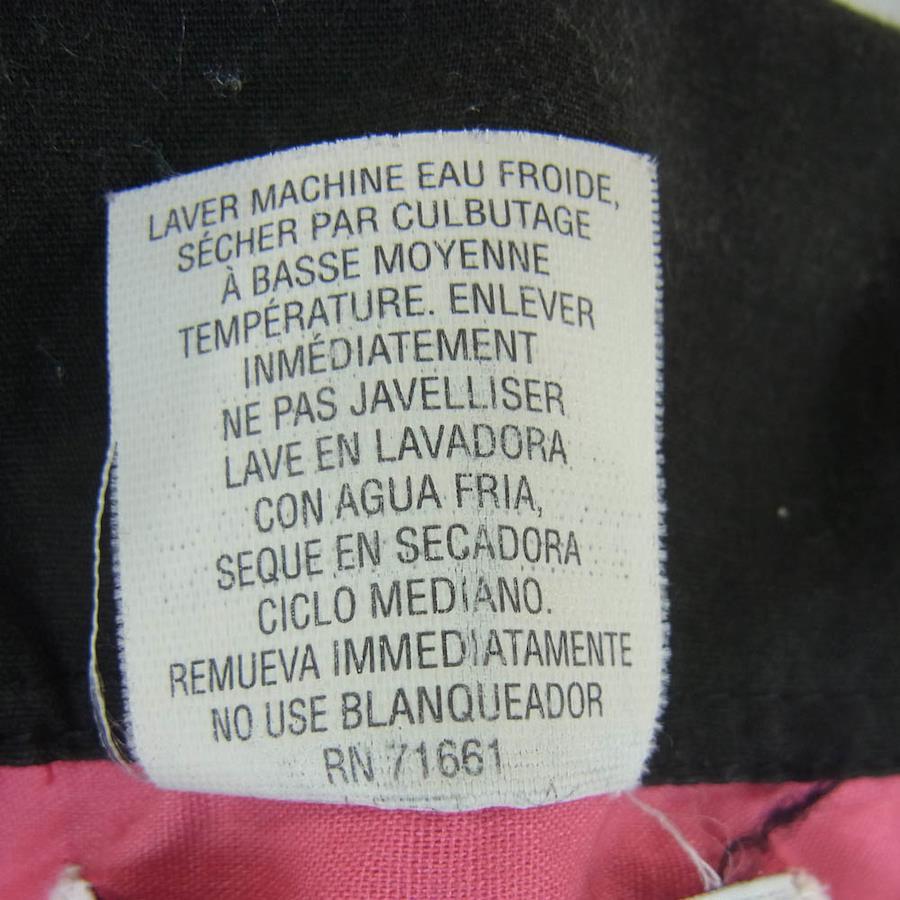 LAVER MACHINE EAU FROIDE,
SÉCHER PAR CULBUTAGE
À BASSE MOYENNE
TEMPÉRATURE. ENLEVER
INMÉDIATEMENT
NE PAS JAVELLISER
LAVE EN LAVADORA
CON AGUA FRIA,
SEQUE EN SECADORA
CICLO MEDIANO.
REMUEVA IMMEDIATAMENTE
NO USE BLANQUEADOR
RN 71661